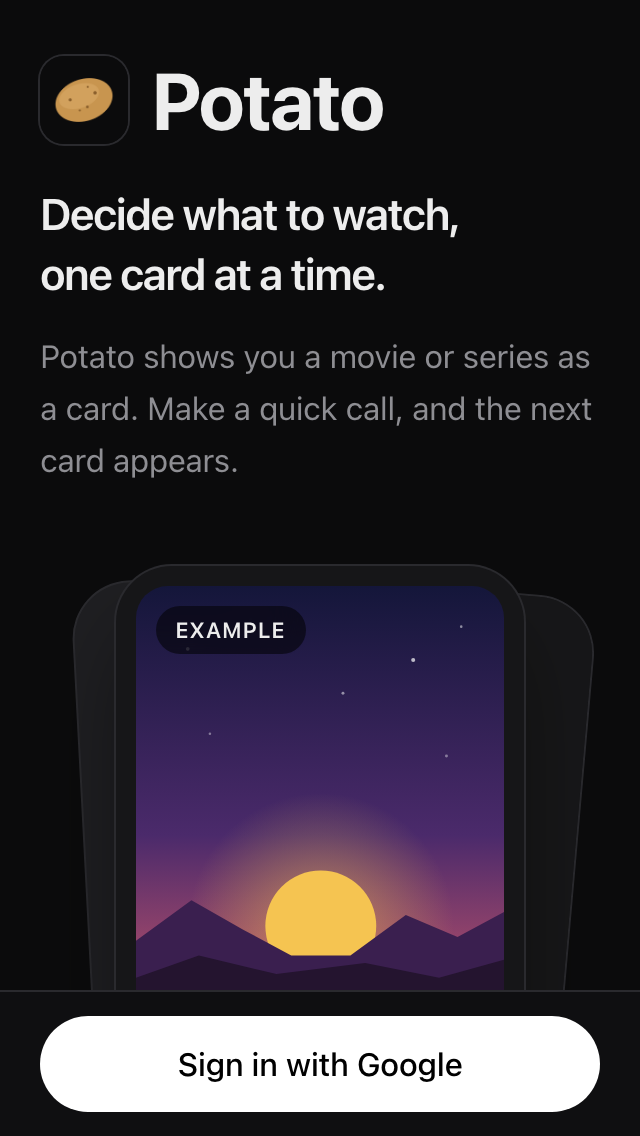 Potato
Decide what to watch,
one card at a time.
Potato shows you a movie or series as
a card. Make a quick call, and the next
card appears.
EXAMPLE
Sign in with Google